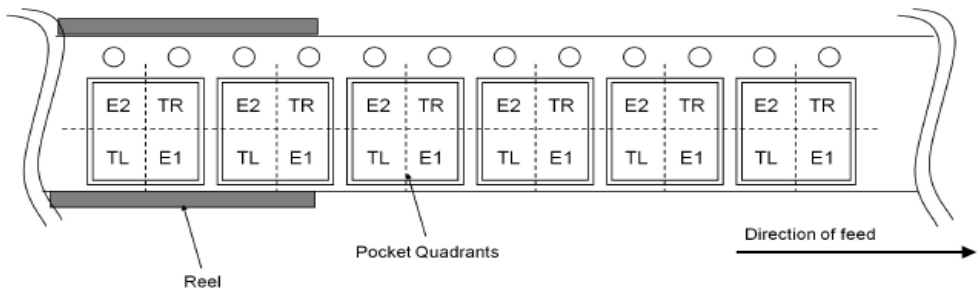 E2 TR E2 TR E2 TR E2 TR E2 TR E2 TR
TL E1 TL E1 TL E1 TL E1 TL E1 TL E1
Direction of feed
Pocket Quadrants
Reel